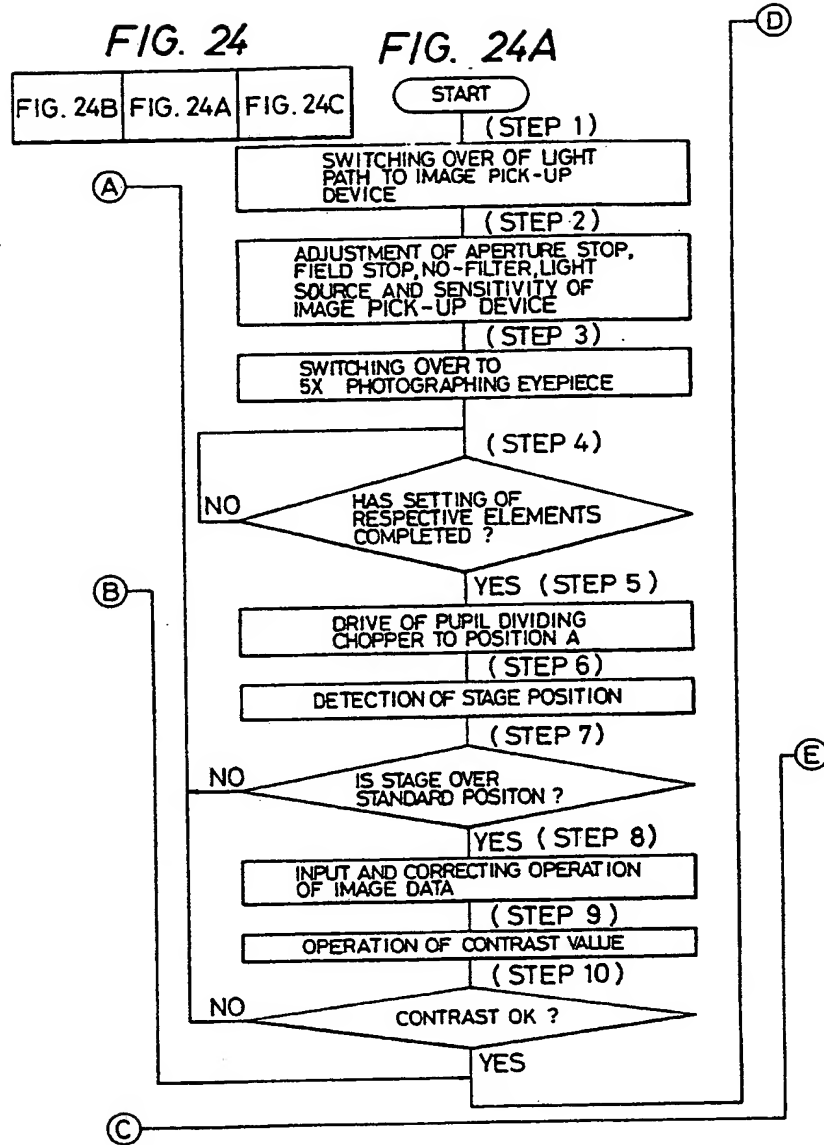 FIG. 24
FIG. 24A
FIG. 24B FIG. 24A FIG. 24C
D
START
(STEP 1)
SWITCHING OVER OF LIGHT
PATH TO IMAGE PICK-UP
DEVICE
A
(STEP 2)
ADJUSTMENT OF APERTURE STOP,
FIELD STOP, NO-FILTER, LIGHT
SOURCE AND SENSITIVITY OF
IMAGE PICK-UP DEVICE
(STEP 3)
SWITCHING OVER TO
5X PHOTOGRAPHING EYEPIECE
(STEP 4)
NO
HAS SETTING OF
RESPECTIVE ELEMENTS
COMPLETED ?
YES (STEP 5)
B
DRIVE OF PUPIL DIVIDING
CHOPPER TO POSITION A
(STEP 6)
DETECTION OF STAGE POSITION
(STEP 7)
E
NO
IS STAGE OVER
STANDARD POSITON ?
YES (STEP 8)
INPUT AND CORRECTING OPERATION
OF IMAGE DATA
(STEP 9)
OPERATION OF CONTRAST VALUE
(STEP 10)
NO
CONTRAST OK ?
YES
C